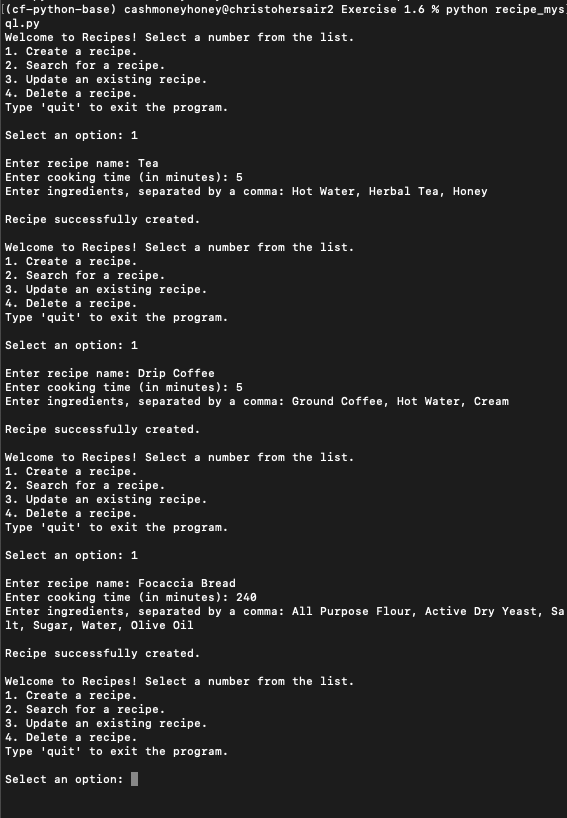 [(cf-python-base) cashmoneyhoney@christohersair2 Exercise 1.6 % python recipe_mys
ql.py
Welcome to Recipes! Select a number from the list.
1. Create a recipe.
2. Search for a recipe.
3. Update an existing recipe.
4. Delete a recipe.
Type 'quit' to exit the program.
Select an option: 1
Enter recipe name: Tea
Enter cooking time (in minutes): 5
Enter ingredients, separated by a comma: Hot Water, Herbal Tea, Honey
Recipe successfully created.
Welcome to Recipes! Select a number from the list.
1. Create a recipe.
2. Search for a recipe.
3. Update an existing recipe.
4. Delete a recipe.
Type 'quit' to exit the program.
Select an option: 1
Enter recipe name: Drip Coffee
Enter cooking time (in minutes): 5
Enter ingredients, separated by a comma: Ground Coffee, Hot Water, Cream
Recipe successfully created.
Welcome to Recipes! Select a number from the list.
1. Create a recipe.
2. Search for a recipe.
3. Update an existing recipe.
4. Delete a recipe.
Type 'quit' to exit the program.
Select an option: 1
Enter recipe name: Focaccia Bread
Enter cooking time (in minutes): 240
Enter ingredients, separated by a comma: All Purpose Flour, Active Dry Yeast, Sa
lt, Sugar, Water, Olive Oil
Recipe successfully created.
Welcome to Recipes! Select a number from the list.
1. Create a recipe.
2. Search for a recipe.
3. Update an existing recipe.
4. Delete a recipe.
Type 'quit' to exit the program.
Select an option: